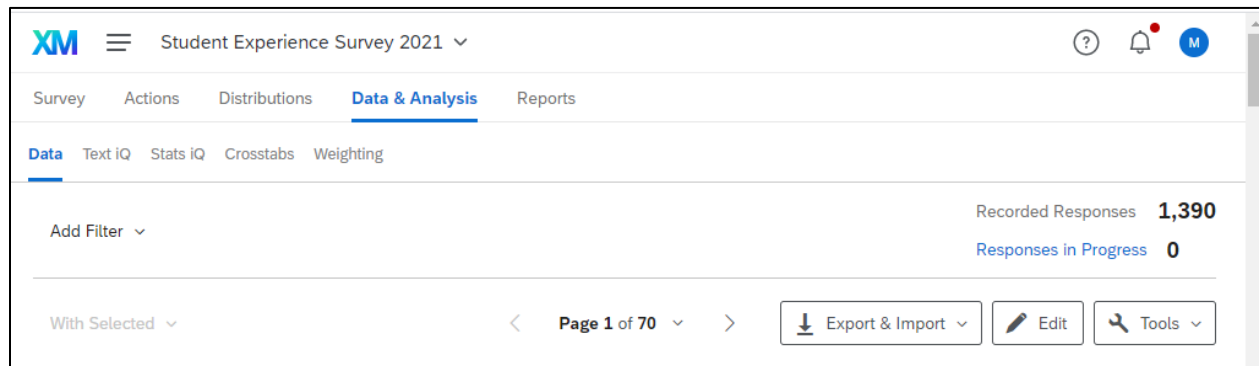 XM Student Experience Survey 2021 ? M
Survey Actions Distributions Data & Analysis Reports
Data Text iQ Stats iQ Crosstabs Weighting
Add Filter
Recorded Responses 1,390
Responses in Progress 0
With Selected Page 1 of 70 Export & Import Edit Tools